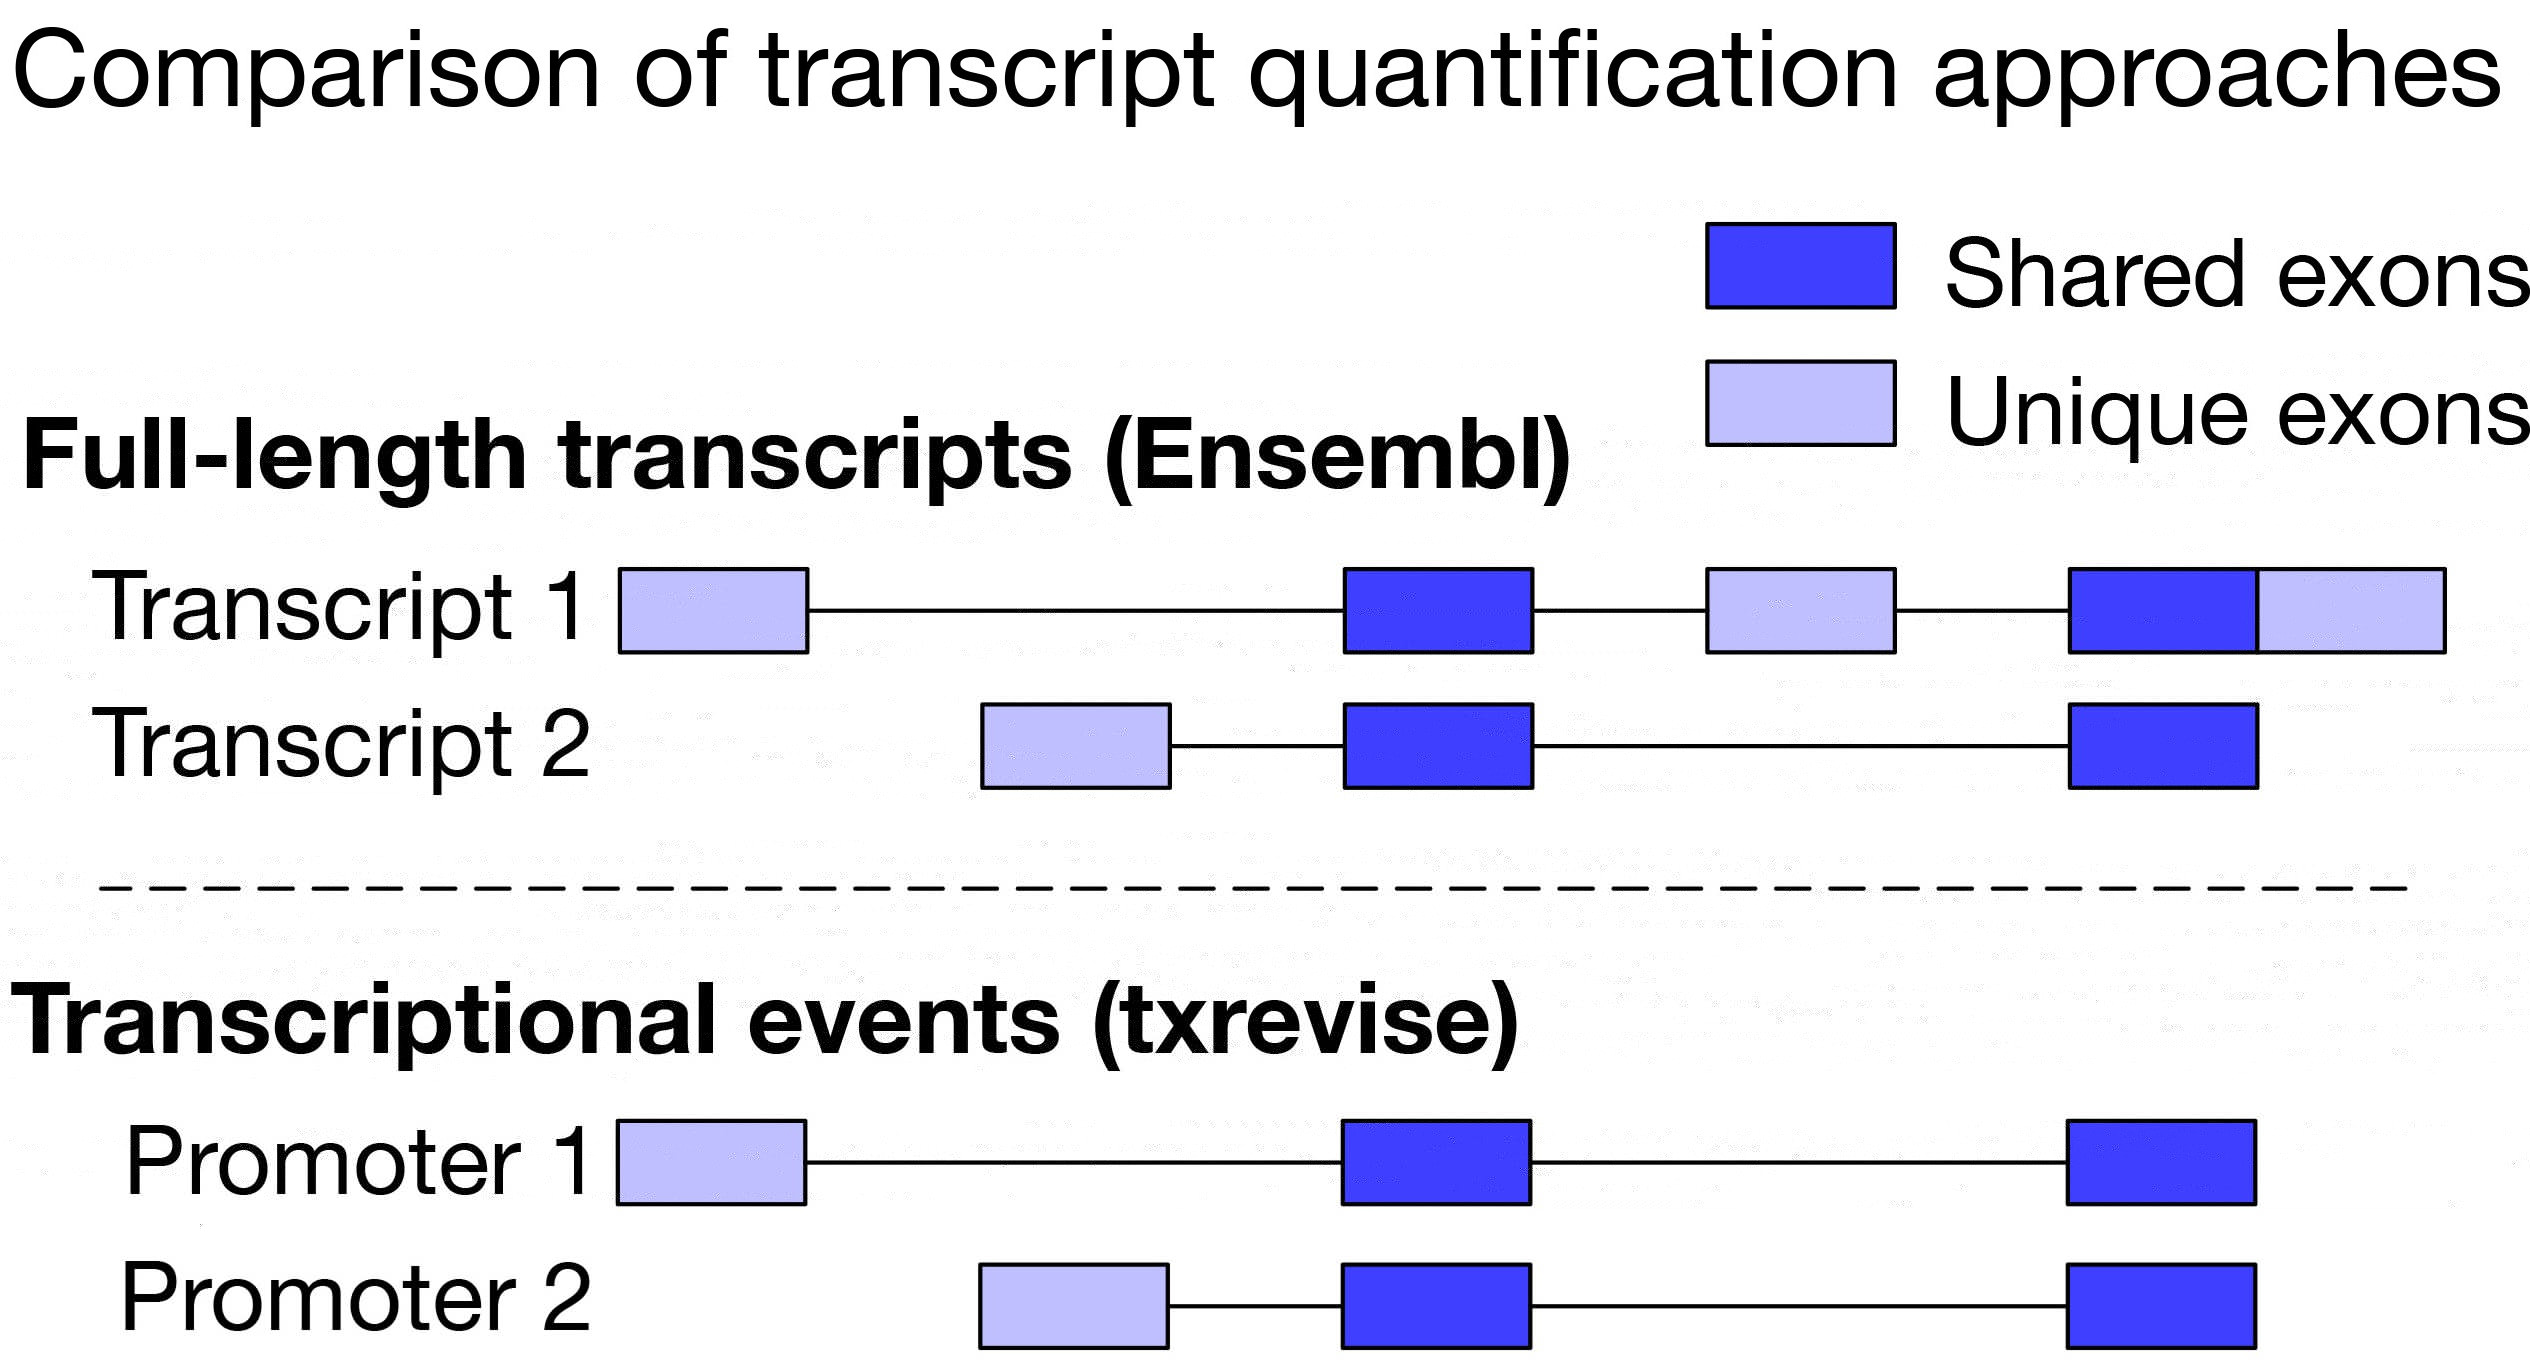 Comparison of transcript quantification approaches
Shared exons
Unique exons
Full-length transcripts (Ensembl)
Transcript 1
Transcript 2
Transcriptional events (txrevise)
Promoter 1
Promoter 2